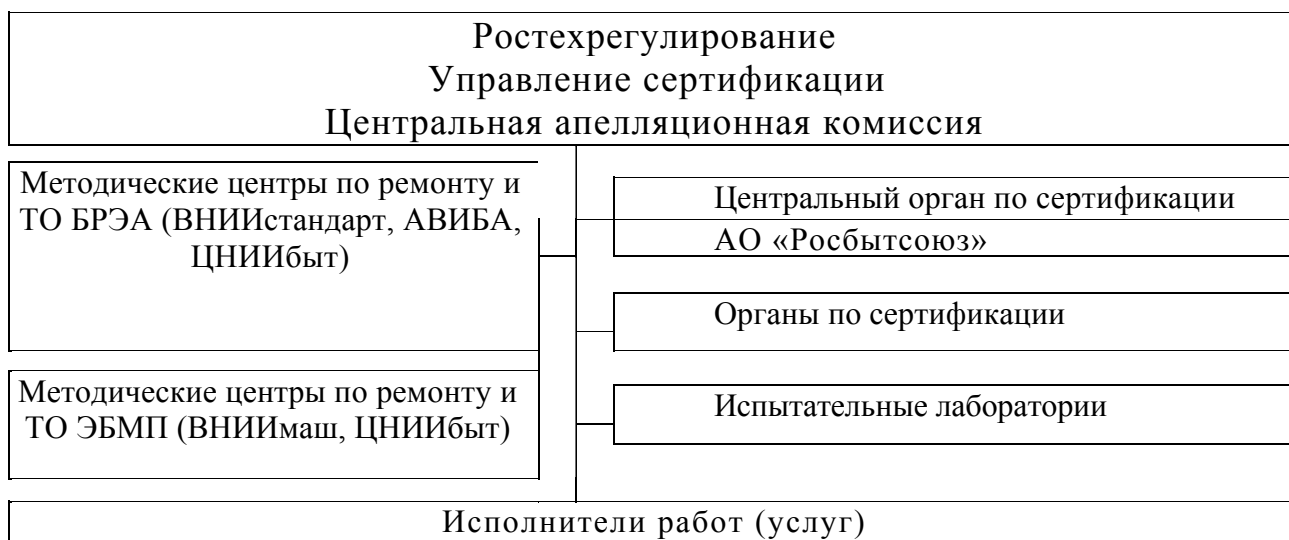 Ростехрегулирование
Управление сертификации
Центральная апелляционная комиссия
Методические центры по ремонту и
ТО БРЭА (ВНИИстандарт, АВИБА,
ЦНИИбыт)
Методические центры по ремонту и
ТО ЭБМП (ВНИИмаш, ЦНИИбыт)
Центральный орган по сертификации
АО «Росбытсоюз»
Органы по сертификации
Испытательные лаборатории
Исполнители работ (услуг)